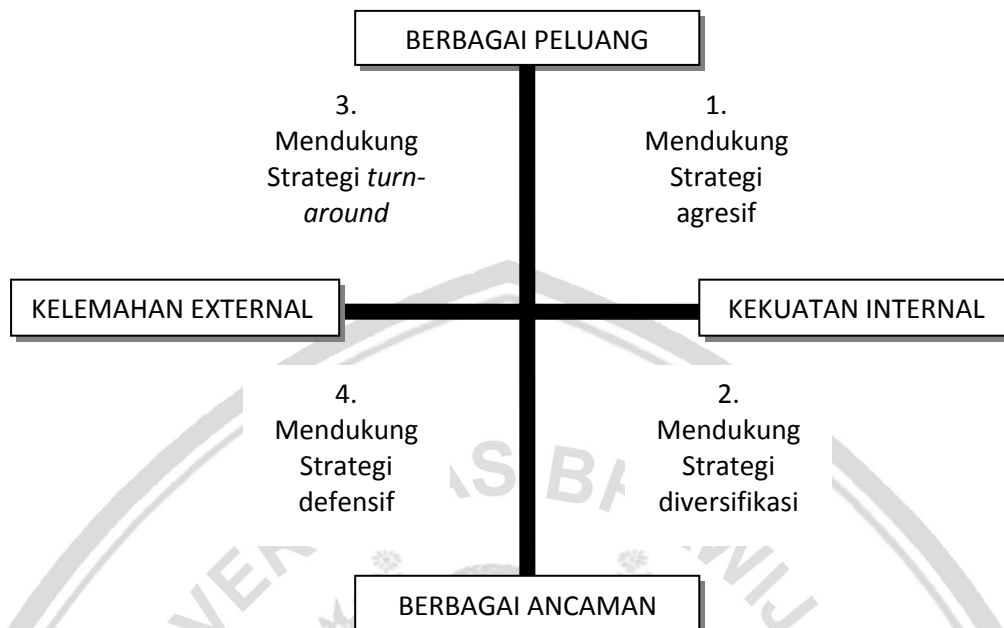 BERBAGAI PELUANG
3.
Mendukung
Strategi turn-
around
1.
Mendukung
Strategi
agresif
KELEMAHAN EXTERNAL
KEKUATAN INTERNAL
4.
Mendukung
Strategi
defensif
2.
Mendukung
Strategi
diversifikasi
BERBAGAI ANCAMAN